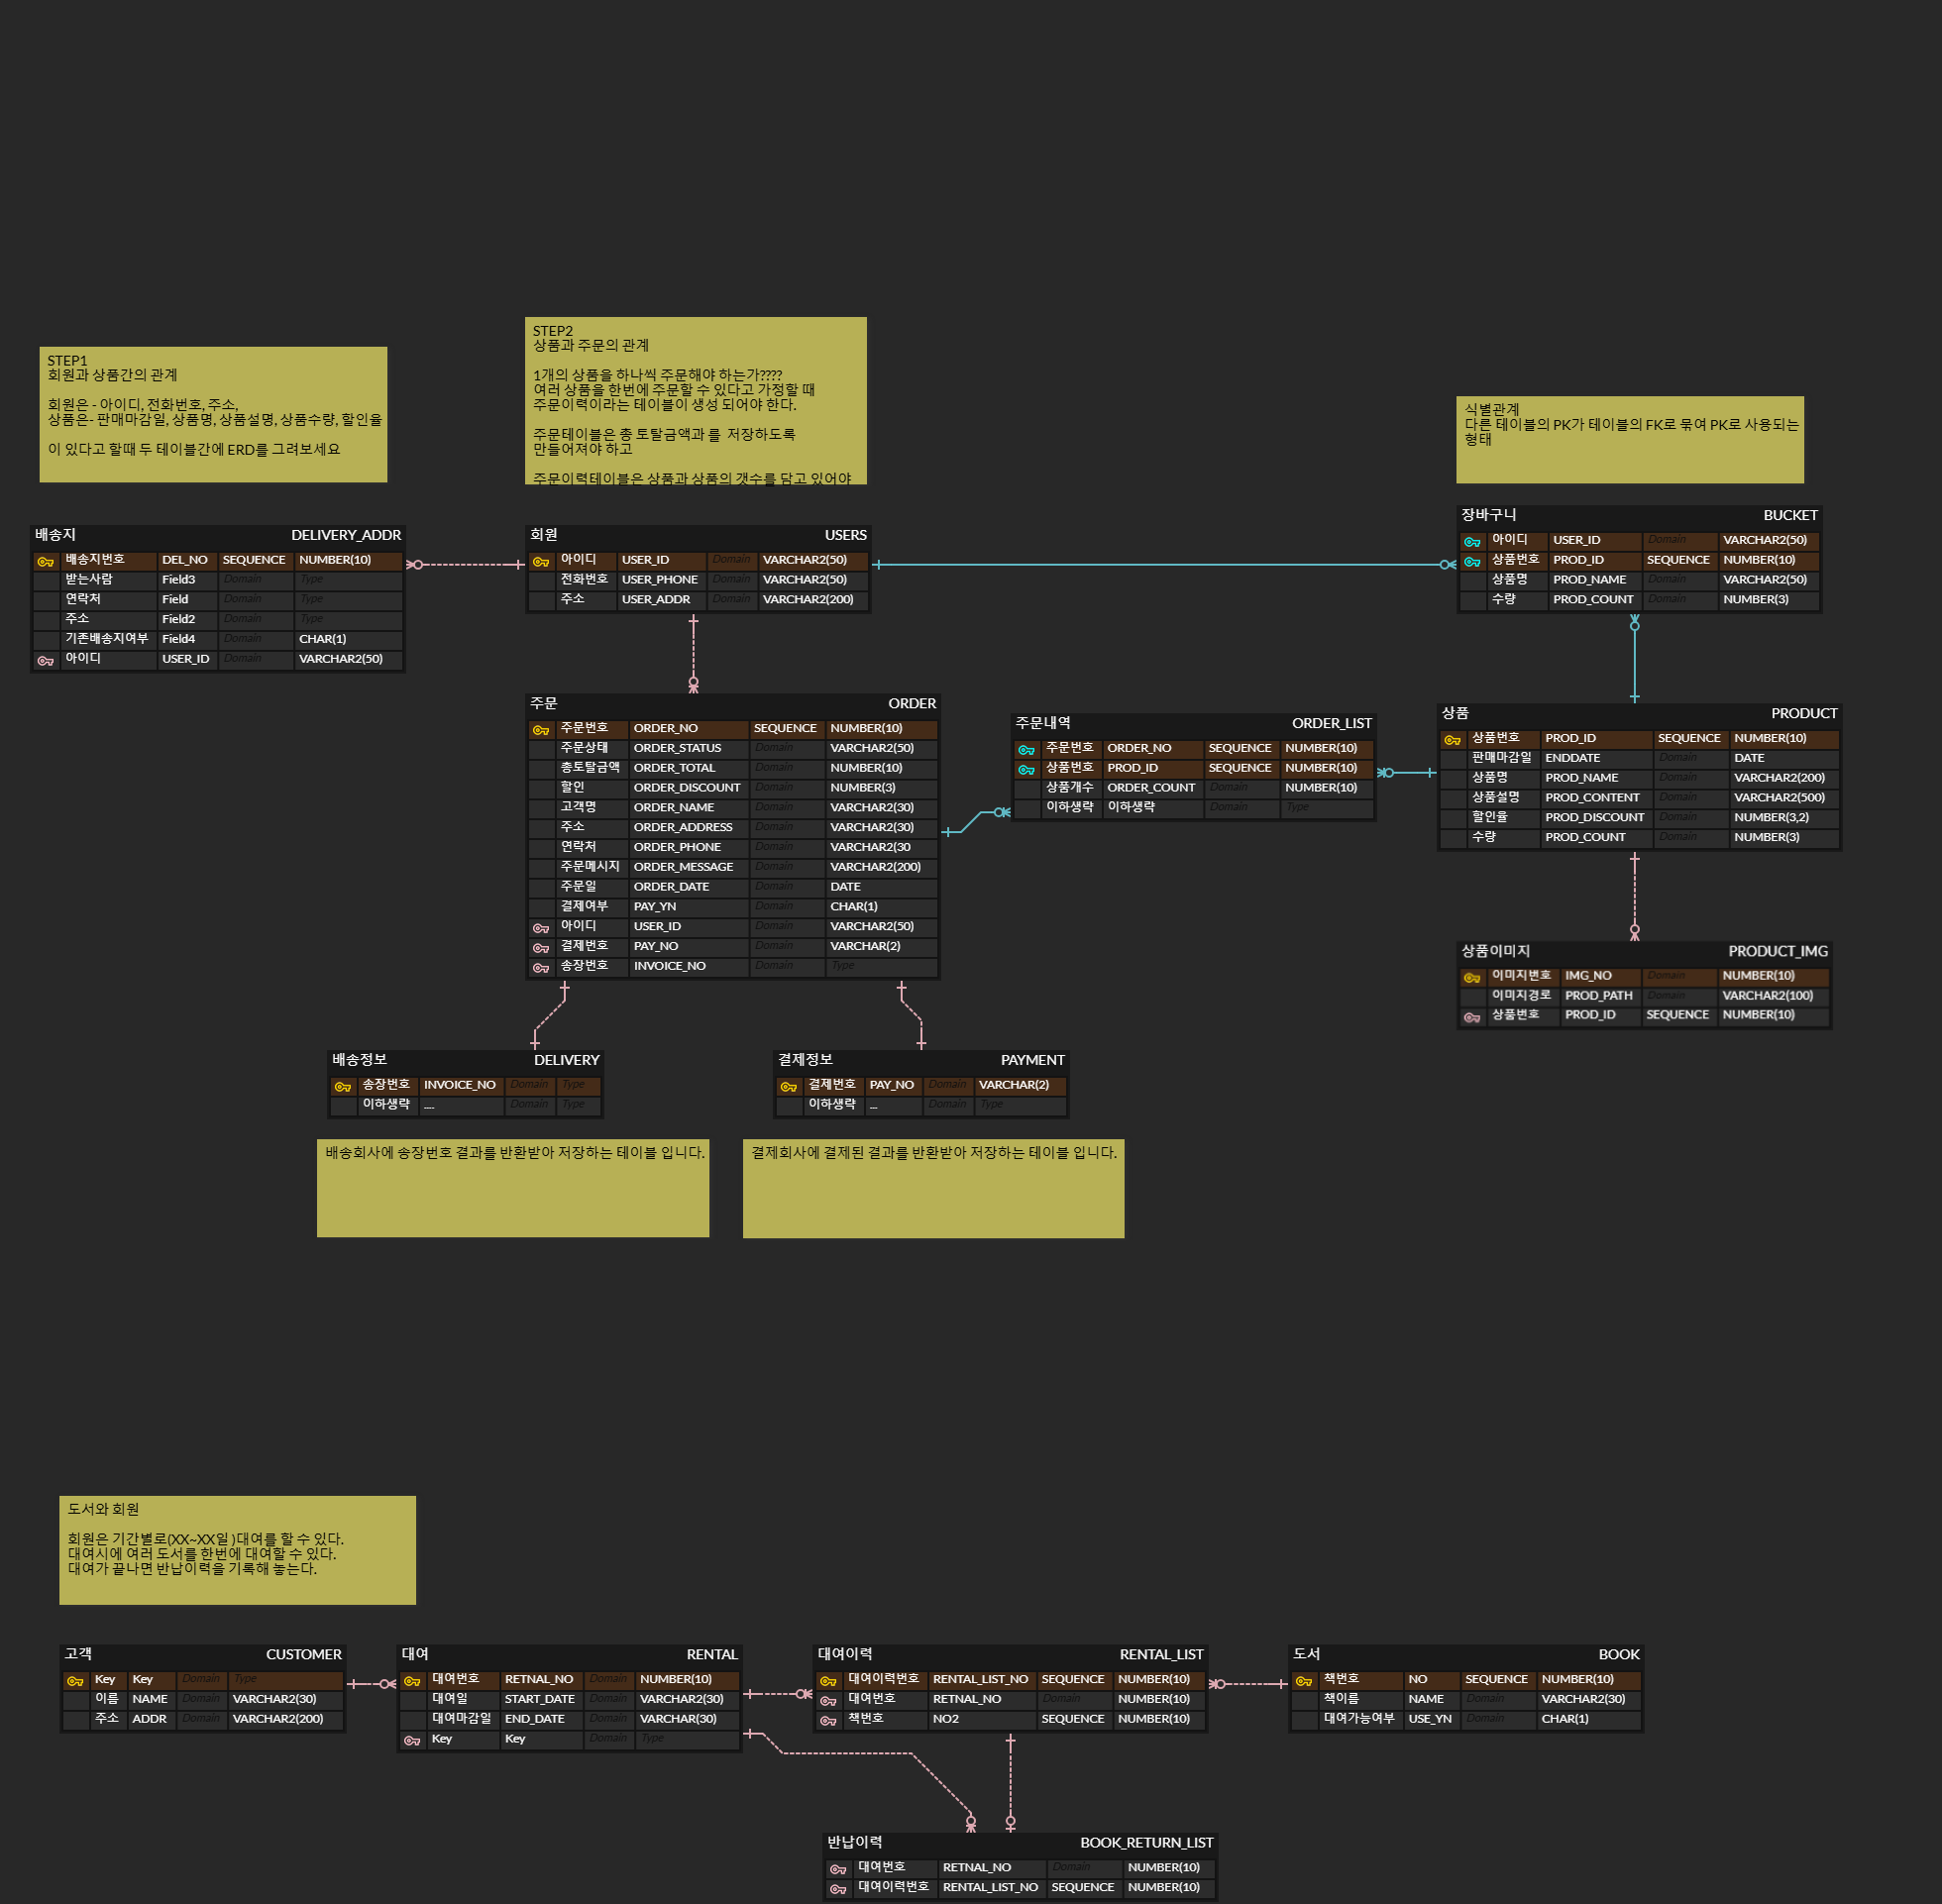 STEP1
회원과 상품간의 관계
회원은 - 아이디, 전화번호, 주소,
상품은- 판매마감일, 상품명, 상품설명, 상품수량, 할인율
이 있다고 할때 두 테이블간에 ERD를 그려보세요
STEP2
상품과 주문의 관계
1개의 상품을 하나씩 주문해야 하는가????
여러 상품을 한번에 주문할 수 있다고 가정할 때
주문이력이라는 테이블이 생성 되어야 한다.
주문테이블은 총 토탈금액과 를 저장하도록
만들어져야 하고
주문이력테이블은 상품과 상품의 갯수를 담고 있어야
식별관계
다른 테이블의 PK가 테이블의 FK로 묶여 PK로 사용되는
형태
배송지 DELIVERY_ADDR
배송지번호 DEL_NO SEQUENCE NUMBER(10)
받는사람 Field3 Domain Type
연락처 Field Domain Type
주소 Field2 Domain Type
기존배송지여부 Field4 Domain CHAR(1)
아이디 USER_ID Domain VARCHAR2(50)
회원 USERS
아이디 USER_ID Domain VARCHAR2(50)
전화번호 USER_PHONE Domain VARCHAR2(50)
주소 USER_ADDR Domain VARCHAR2(200)
장바구니 BUCKET
아이디 USER_ID Domain VARCHAR2(50)
상품번호 PROD_ID SEQUENCE NUMBER(10)
상품명 PROD_NAME Domain VARCHAR2(50)
수량 PROD_COUNT Domain NUMBER(3)
주문 ORDER
주문번호 ORDER_NO SEQUENCE NUMBER(10)
주문상태 ORDER_STATUS Domain VARCHAR2(50)
총토탈금액 ORDER_TOTAL Domain NUMBER(10)
할인 ORDER_DISCOUNT Domain NUMBER(3)
고객명 ORDER_NAME Domain VARCHAR2(30)
주소 ORDER_ADDRESS Domain VARCHAR2(30)
연락처 ORDER_PHONE Domain VARCHAR2(30
주문메시지 ORDER_MESSAGE Domain VARCHAR2(200)
주문일 ORDER_DATE Domain DATE
결제여부 PAY_YN Domain CHAR(1)
아이디 USER_ID Domain VARCHAR2(50)
결제번호 PAY_NO Domain VARCHAR(2)
송장번호 INVOICE_NO Domain Type
주문내역 ORDER_LIST
주문번호 ORDER_NO SEQUENCE NUMBER(10)
상품번호 PROD_ID SEQUENCE NUMBER(10)
상품개수 ORDER_COUNT Domain NUMBER(10)
이하생략 이하생략 Domain Type
상품 PRODUCT
상품번호 PROD_ID SEQUENCE NUMBER(10)
판매마감일 ENDDATE Domain DATE
상품명 PROD_NAME Domain VARCHAR2(200)
상품설명 PROD_CONTENT Domain VARCHAR2(500)
할인율 PROD_DISCOUNT Domain NUMBER(3,2)
수량 PROD_COUNT Domain NUMBER(3)
상품이미지 PRODUCT_IMG
이미지번호 IMG_NO Domain NUMBER(10)
이미지경로 PROD_PATH Domain VARCHAR2(100)
상품번호 PROD_ID SEQUENCE NUMBER(10)
배송정보 DELIVERY
송장번호 INVOICE_NO Domain Type
이하생략 .... Domain Type
결제정보 PAYMENT
결제번호 PAY_NO Domain VARCHAR(2)
이하생략 ... Domain Type
배송회사에 송장번호 결과를 반환받아 저장하는 테이블 입니다.
결제회사에 결제된 결과를 반환받아 저장하는 테이블 입니다.
도서와 회원
회원은 기간별로(XX~XX일 )대여를 할 수 있다.
대여시에 여러 도서를 한번에 대여할 수 있다.
대여가 끝나면 반납이력을 기록해 놓는다.
고객 CUSTOMER
Key Key Domain Type
이름 NAME Domain VARCHAR2(30)
주소 ADDR Domain VARCHAR2(200)
대여 RENTAL
대여번호 RETNAL_NO Domain NUMBER(10)
대여일 START_DATE Domain VARCHAR2(30)
대여마감일 END_DATE Domain VARCHAR(30)
Key Key Domain Type
대여이력 RENTAL_LIST
대여이력번호 RENTAL_LIST_NO SEQUENCE NUMBER(10)
대여번호 RETNAL_NO Domain NUMBER(10)
책번호 NO2 SEQUENCE NUMBER(10)
도서 BOOK
책번호 NO SEQUENCE NUMBER(10)
책이름 NAME Domain VARCHAR2(30)
대여가능여부 USE_YN Domain CHAR(1)
반납이력 BOOK_RETURN_LIST
대여번호 RETNAL_NO Domain NUMBER(10)
대여이력번호 RENTAL_LIST_NO SEQUENCE NUMBER(10)